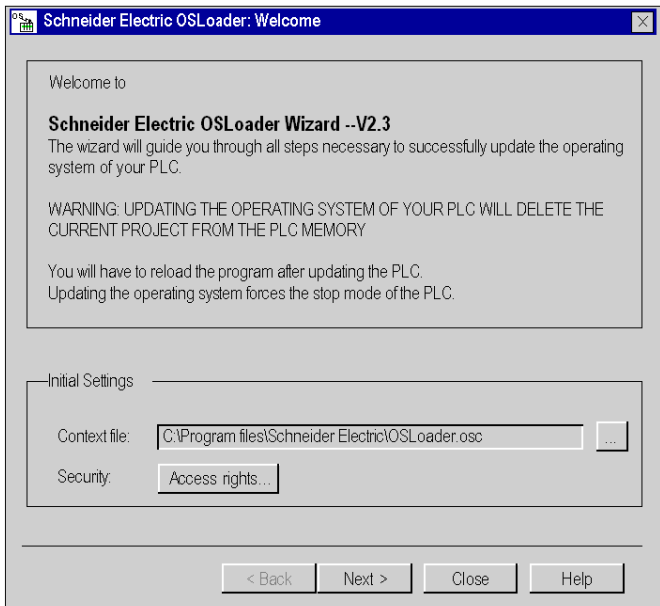 OS
Schneider Electric OSLoader: Welcome
Welcome to
Schneider Electric OSLoader Wizard --V2.3
The wizard will guide you through all steps necessary to successfully update the operating
system of your PLC.
WARNING: UPDATING THE OPERATING SYSTEM OF YOUR PLC WILL DELETE THE
CURRENT PROJECT FROM THE PLC MEMORY
You will have to reload the program after updating the PLC.
Updating the operating system forces the stop mode of the PLC.
Initial Settings
Context file: C:\Program files\Schneider Electric\OSLoader.osc ...
Security: Access rights...
< Back Next > Close Help